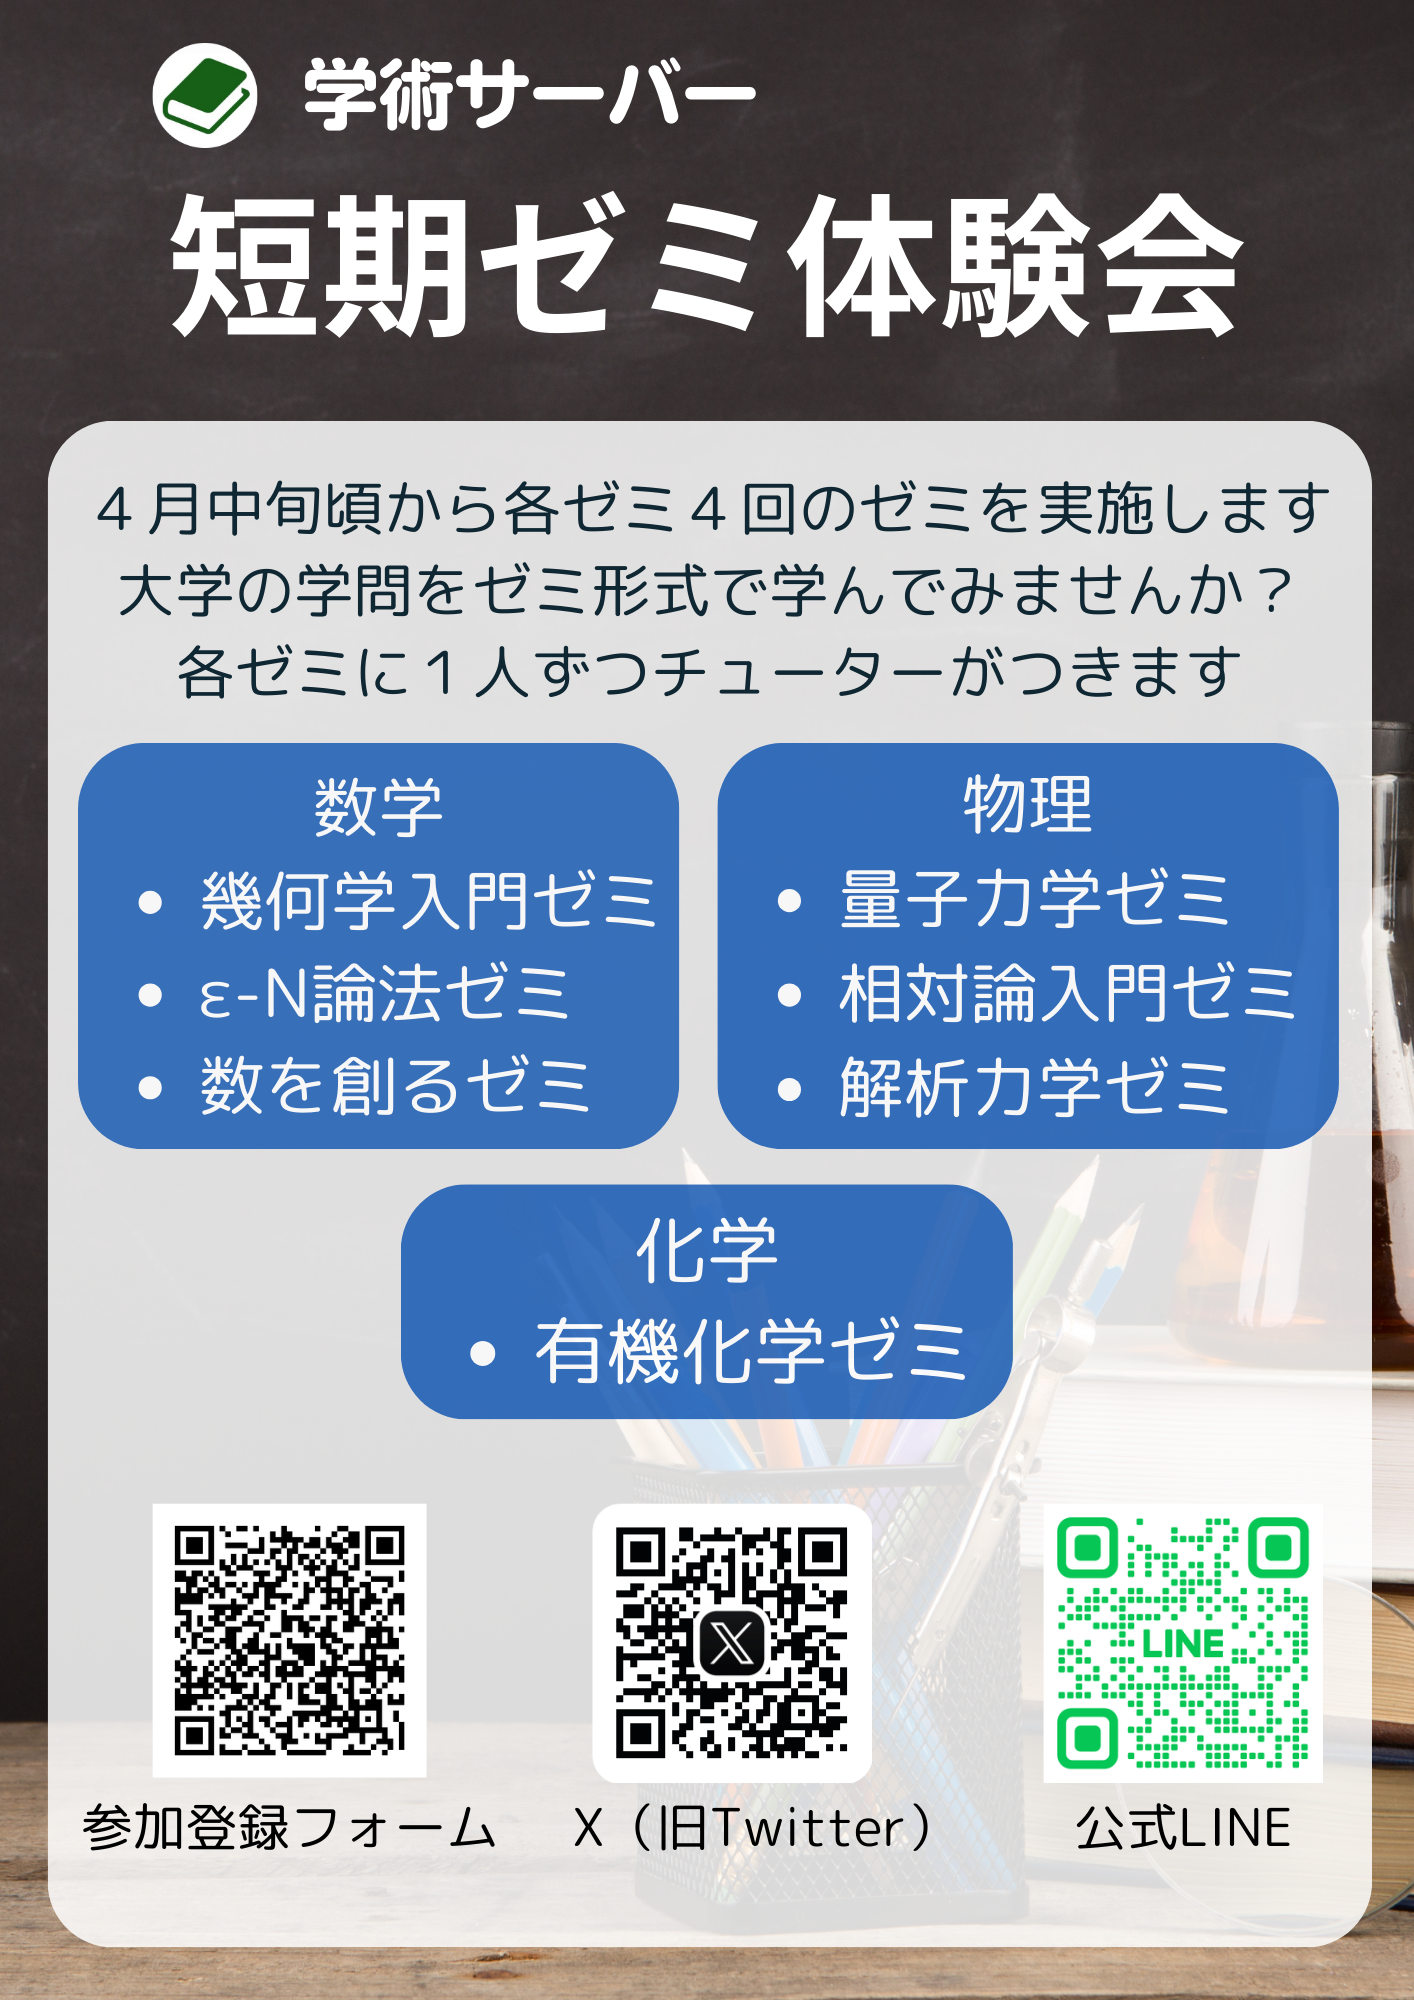 学術サーバー
短期ゼミ体験会
４月中旬頃から各ゼミ４回のゼミを実施します
大学の学問をゼミ形式で学んでみませんか？
各ゼミに１人ずつチューターがつきます
数学
• 幾何学入門ゼミ
• ε-N論法ゼミ
• 数を創るゼミ
物理
• 量子力学ゼミ
• 相対論入門ゼミ
• 解析力学ゼミ
化学
• 有機化学ゼミ
X
LINE
参加登録フォーム
X（旧Twitter）
公式LINE